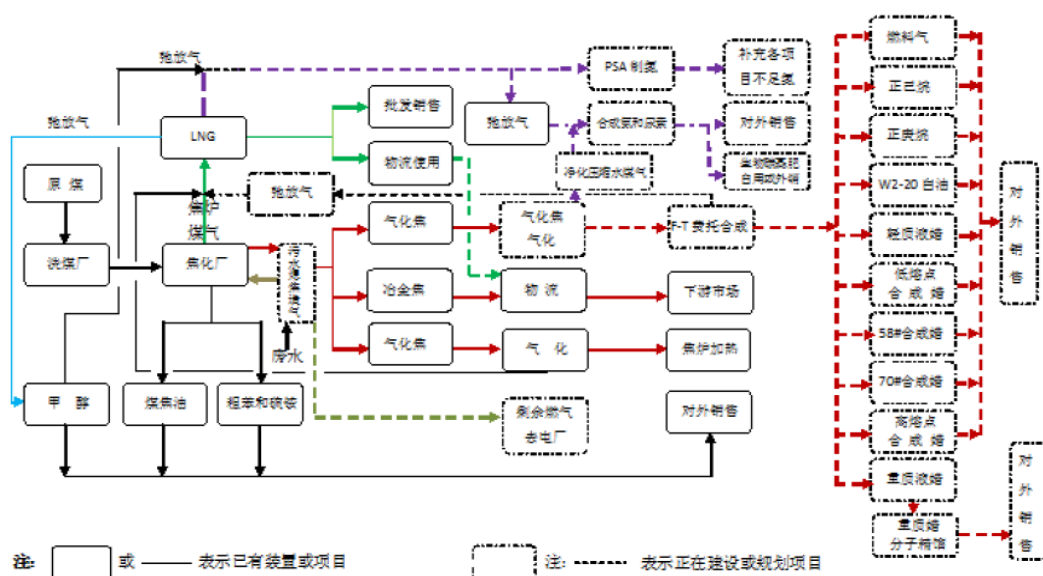 弛放气
弛放气
LNG
原 煤
洗煤厂
焦炉
煤气
焦化厂
甲 醇
煤焦油
粗苯和硫铵
批发销售
物流使用
弛放气
废水
气化焦
冶金焦
气化焦
弛放气
PSA 制氢
合成氨和尿素
净化压缩水煤气
补充各项
目不足氢
对外销售
自用或外销
气化焦
气化
物 流
气 化
剩余燃气
去电厂
F-T 费托合成
下游市场
焦炉加热
对外销售
燃料气
正己烷
正庚烷
W2-20 白油
轻质液蜡
低熔点
合成 蜡
58#合成蜡
70#合成蜡
高熔点
合成 蜡
重质液蜡
重质蜡
分子精馏
对
外
销
售
对
外
销
售
注:
或
表示已有装置或项目
注:
表示正在建设或规划项目